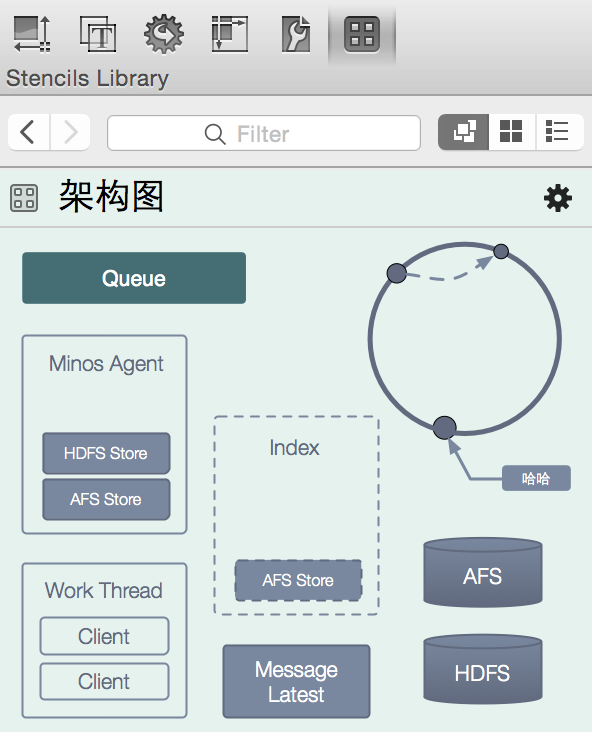 Stencils Library
Filter
架构图
Queue
Minos Agent
HDFS Store
AFS Store
Index
AFS Store
哈哈
Work Thread
Client
Client
Message
Latest
AFS
HDFS